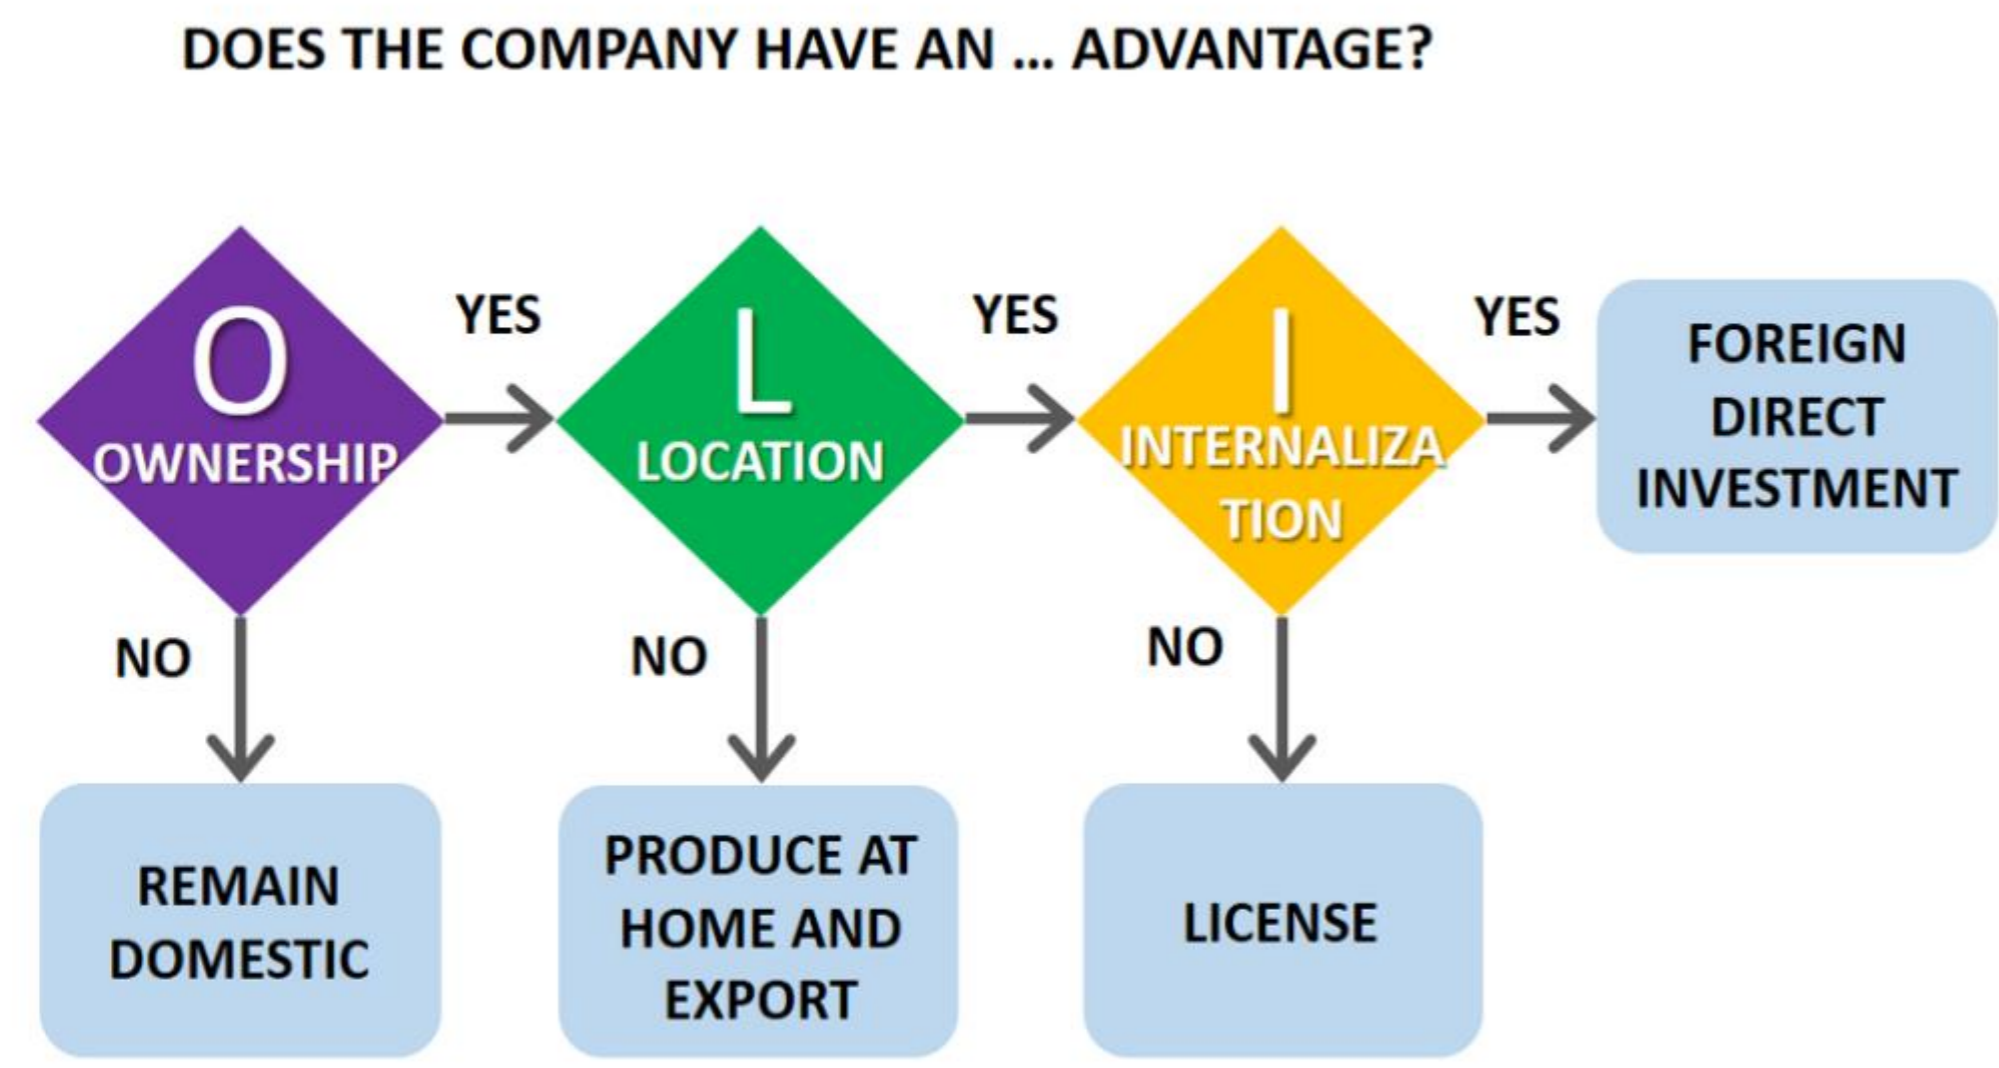 DOES THE COMPANY HAVE AN ... ADVANTAGE?
O
OWNERSHIP
YES
L
LOCATION
YES
I
INTERNALIZA
TION
YES
FOREIGN
DIRECT
INVESTMENT
NO
REMAIN
DOMESTIC
NO
PRODUCE AT
HOME AND
EXPORT
NO
LICENSE